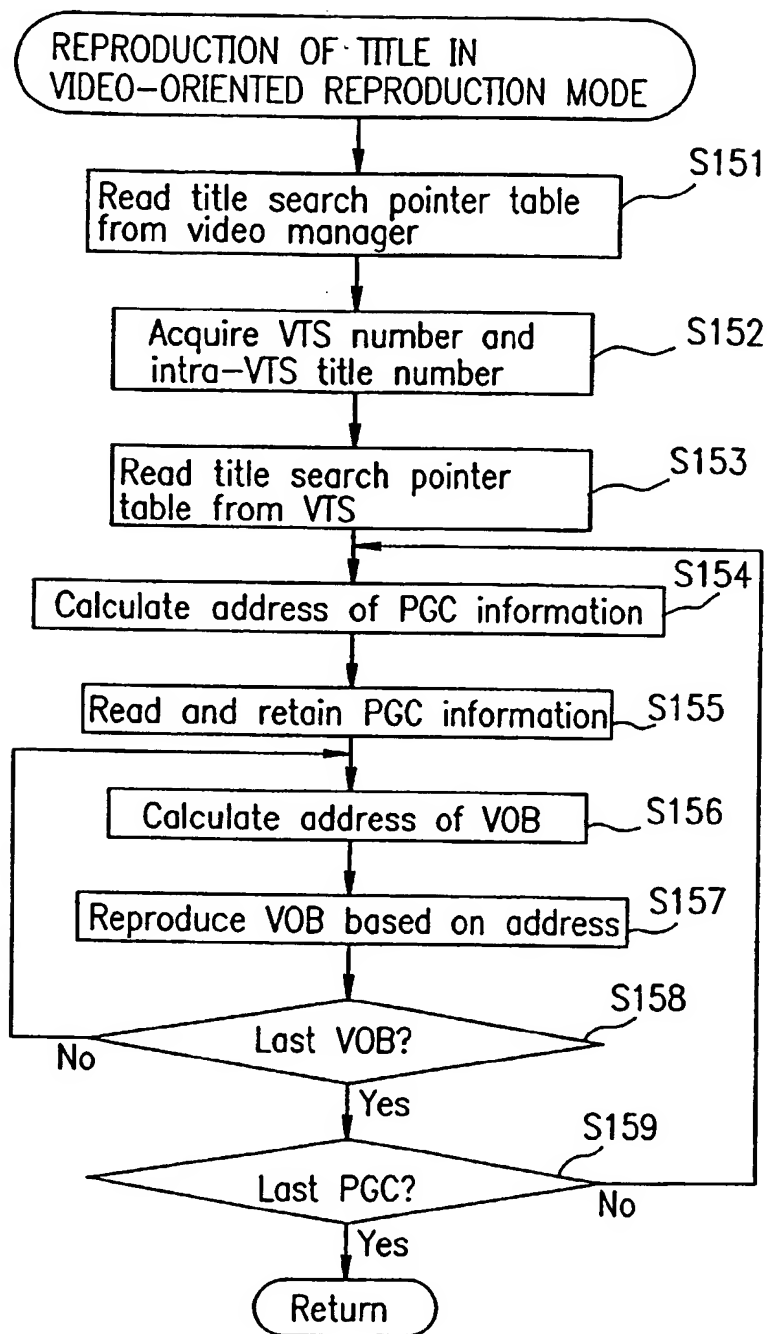 REPRODUCTION OF TITLE IN
VIDEO-ORIENTED REPRODUCTION MODE
S151
Read title search pointer table
from video manager
S152
Acquire VTS number and
intra-VTS title number
S153
Read title search pointer
table from VTS
S154
Calculate address of PGC information
S155
Read and retain PGC information
S156
Calculate address of VOB
S157
Reproduce VOB based on address
S158
Last VOB?
No
Yes
S159
Last PGC?
No
Yes
Return